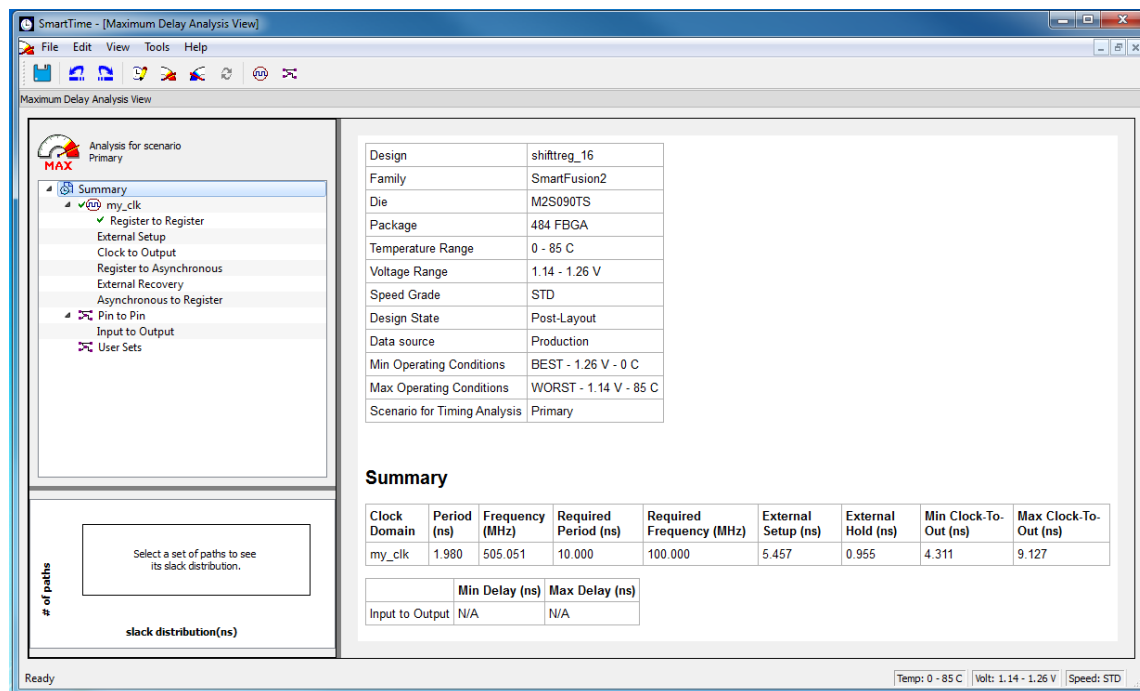 SmartTime - [Maximum Delay Analysis View]
File Edit View Tools Help
Maximum Delay Analysis View
MAX
Analysis for scenario
Primary
Summary
my_clk
Register to Register
External Setup
Clock to Output
Register to Asynchronous
External Recovery
Asynchronous to Register
Pin to Pin
Input to Output
User Sets
# of paths
Select a set of paths to see
its slack distribution.
slack distribution(ns)
Design shifttreg_16
Family SmartFusion2
Die M2S090TS
Package 484 FBGA
Temperature Range 0 - 85 C
Voltage Range 1.14 - 1.26 V
Speed Grade STD
Design State Post-Layout
Data source Production
Min Operating Conditions BEST - 1.26 V - 0 C
Max Operating Conditions WORST - 1.14 V - 85 C
Scenario for Timing Analysis Primary
Summary
Clock Domain Period (ns) Frequency (MHz) Required Period (ns) Required Frequency (MHz) External Setup (ns) External Hold (ns) Min Clock-To-Out (ns) Max Clock-To-Out (ns)
my_clk 1.980 505.051 10.000 100.000 5.457 0.955 4.311 9.127
Min Delay (ns) Max Delay (ns)
Input to Output N/A N/A
Ready
Temp: 0 - 85 C Volt: 1.14 - 1.26 V Speed: STD